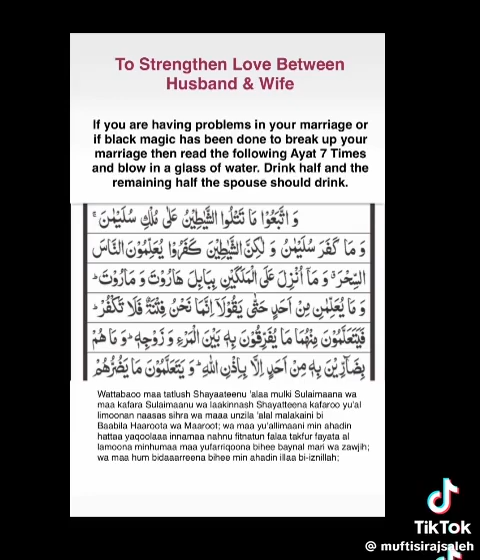 To Strengthen Love Between
Husband & Wife
If you are having problems in your marriage or
if black magic has been done to break up your
marriage then read the following Ayat 7 Times
and blow in a glass of water. Drink half and the
remaining half the spouse should drink.
وَ اتَّبَعُوْا مَا تَتْلُوا الشَّيٰطِيْنُ عَلٰى مُلْكِ سُلَيْمٰنَ ۚ
وَ مَا كَفَرَ سُلَيْمٰنُ وَ لٰكِنَّ الشَّيٰطِيْنَ كَفَرُوْا يُعَلِّمُوْنَ النَّاسَ
السِّحْرَ ۗ وَ مَاۤ اُنْزِلَ عَلَى الْمَلَكَيْنِ بِبَابِلَ هَارُوْتَ وَ مَارُوْتَ ؕ
وَ مَا يُعَلِّمٰنِ مِنْ اَحَدٍ حَتّٰى يَقُوْلَاۤ اِنَّمَا نَحْنُ فِتْنَةٌ فَلَا تَكْفُرْ ؕ
فَيَتَعَلَّمُوْنَ مِنْهُمَا مَا يُفَرِّقُوْنَ بِهٖ بَيْنَ الْمَرْءِ وَ زَوْجِهٖ ؕ وَ مَا هُمْ
بِضَآرِّيْنَ بِهٖ مِنْ اَحَدٍ اِلَّا بِاِذْنِ اللّٰهِ ؕ وَ يَتَعَلَّمُوْنَ مَا يَضُرُّهُمْ
Wattabaoo maa tatlush Shayaateenu 'alaa mulki Sulaimaana wa
maa kafara Sulaimaanu wa laakinnash Shayatteena kafaroo yu'al
limoonan naasas sihra wa maaa unzila 'alal malakaini bi
Baabila Haaroota wa Maaroot; wa maa yu'allimaani min ahadin
hattaa yaqoolaaa innamaa nahnu fitnatun falaa takfur fayata al
lamoona minhumaa maa yufarriqoona bihee baynal mari wa zawjih;
wa maa hum bidaaarreena bihee min ahadin illaa bi-iznillah;
TikTok
@ muftisirajsaleh